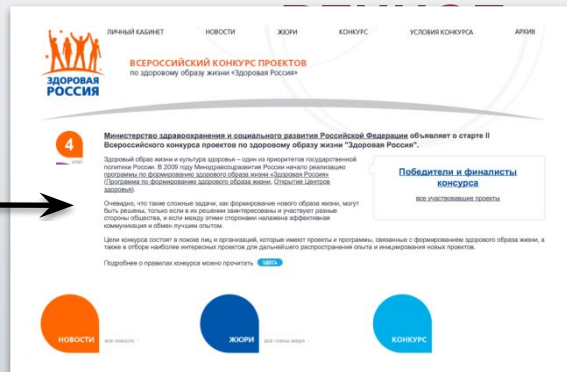 ЛИЧНЫЙ КАБИНЕТ НОВОСТИ ЖЮРИ КОНКУРС УСЛОВИЯ КОНКУРСА АРХИВ
ВСЕРОССИЙСКИЙ КОНКУРС ПРОЕКТОВ
по здоровому образу жизни «Здоровая Россия»
ЗДОРОВАЯ
РОССИЯ
4
ЭТАП
Министерство здравоохранения и социального развития Российской Федерации объявляет о старте II
Всероссийского конкурса проектов по здоровому образу жизни "Здоровая Россия".
Здоровый образ жизни и культура здоровья – один из приоритетов государственной
политики России. В 2009 году Минздравсоцразвития России начало реализацию
программы по формированию здорового образа жизни «Здоровая Россия»
(Программа по формированию здорового образа жизни, Открытие Центров
здоровья).
Победители и финалисты
конкурса
все участвовавшие проекты
Очевидно, что такие сложные задачи, как формирование нового образа жизни, могут
быть решены, только если в их решении заинтересованы и участвуют разные
стороны общества, и если между этими сторонами налажена эффективная
коммуникация и обмен лучшим опытом.
Цели конкурса состоят в поиске лиц и организаций, которые имеют проекты и программы, связанные с формированием здорового образа жизни, а
также в отборе наиболее интересных проектов для дальнейшего распространения опыта и инициирования новых проектов.
Подробнее о правилах конкурса можно прочитать ЗДЕСЬ
НОВОСТИ все новости ЖЮРИ все члены жюри КОНКУРС